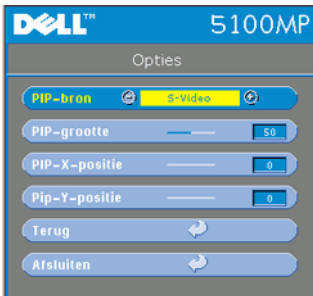 DELL™ 5100MP
Opties
PIP-bron S-Video
PIP-grootte 50
PIP-X-positie 0
Pip-Y-positie 0
Terug
Afsluiten